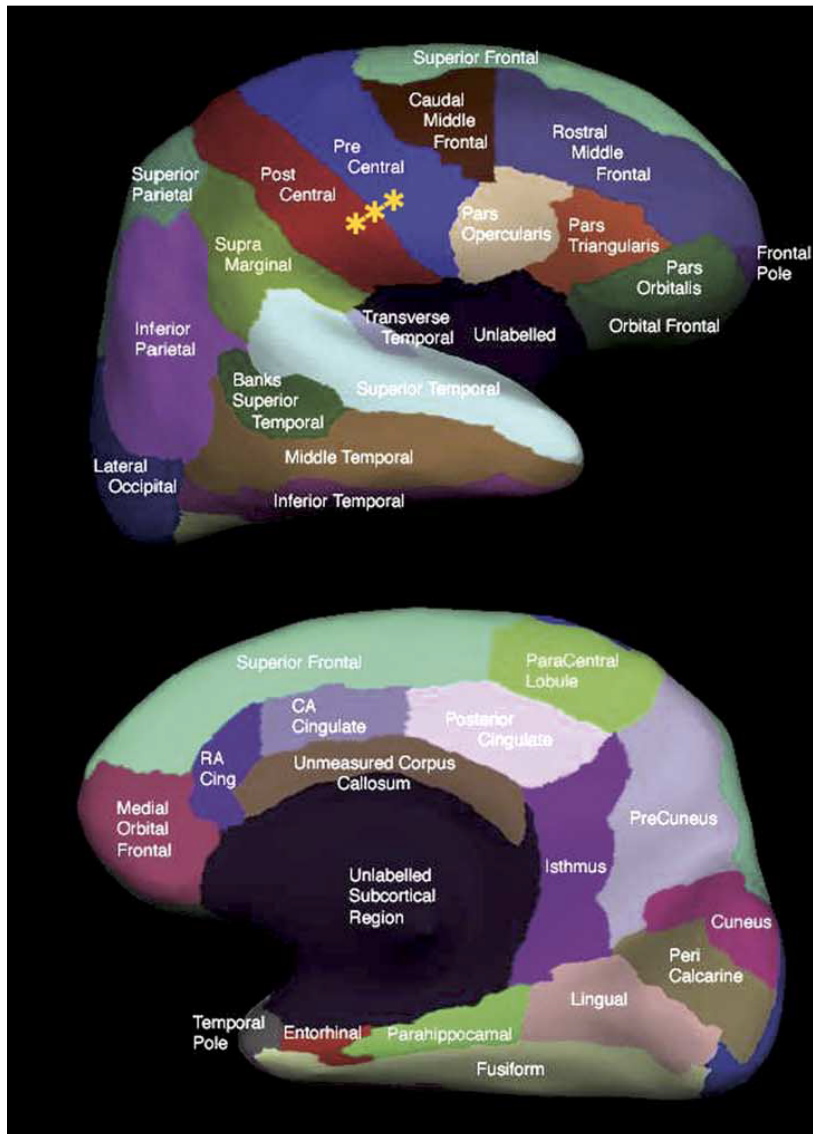 Superior Frontal
Caudal
Middle
Frontal
Rostral
Middle
Frontal
Pre
Central
Superior
Parietal
Post
Central
***
Pars
Opercularis
Pars
Triangularis
Supra
Marginal
Frontal
Pole
Pars
Orbitalis
Inferior
Parietal
Transverse
Temporal
Unlabelled
Orbital Frontal
Banks
Superior
Temporal
Superior Temporal
Middle Temporal
Lateral
Occipital
Inferior Temporal
Superior Frontal
ParaCentral
Lobule
CA
Cingulate
Posterior
Cingulate
RA
Cing
Unmeasured Corpus
Callosum
Medial
Orbital
Frontal
PreCuneus
Isthmus
Unlabelled
Subcortical
Region
Cuneus
Peri
Calcarine
Lingual
Temporal
Pole
Entorhinal
Parahippocamal
Fusiform